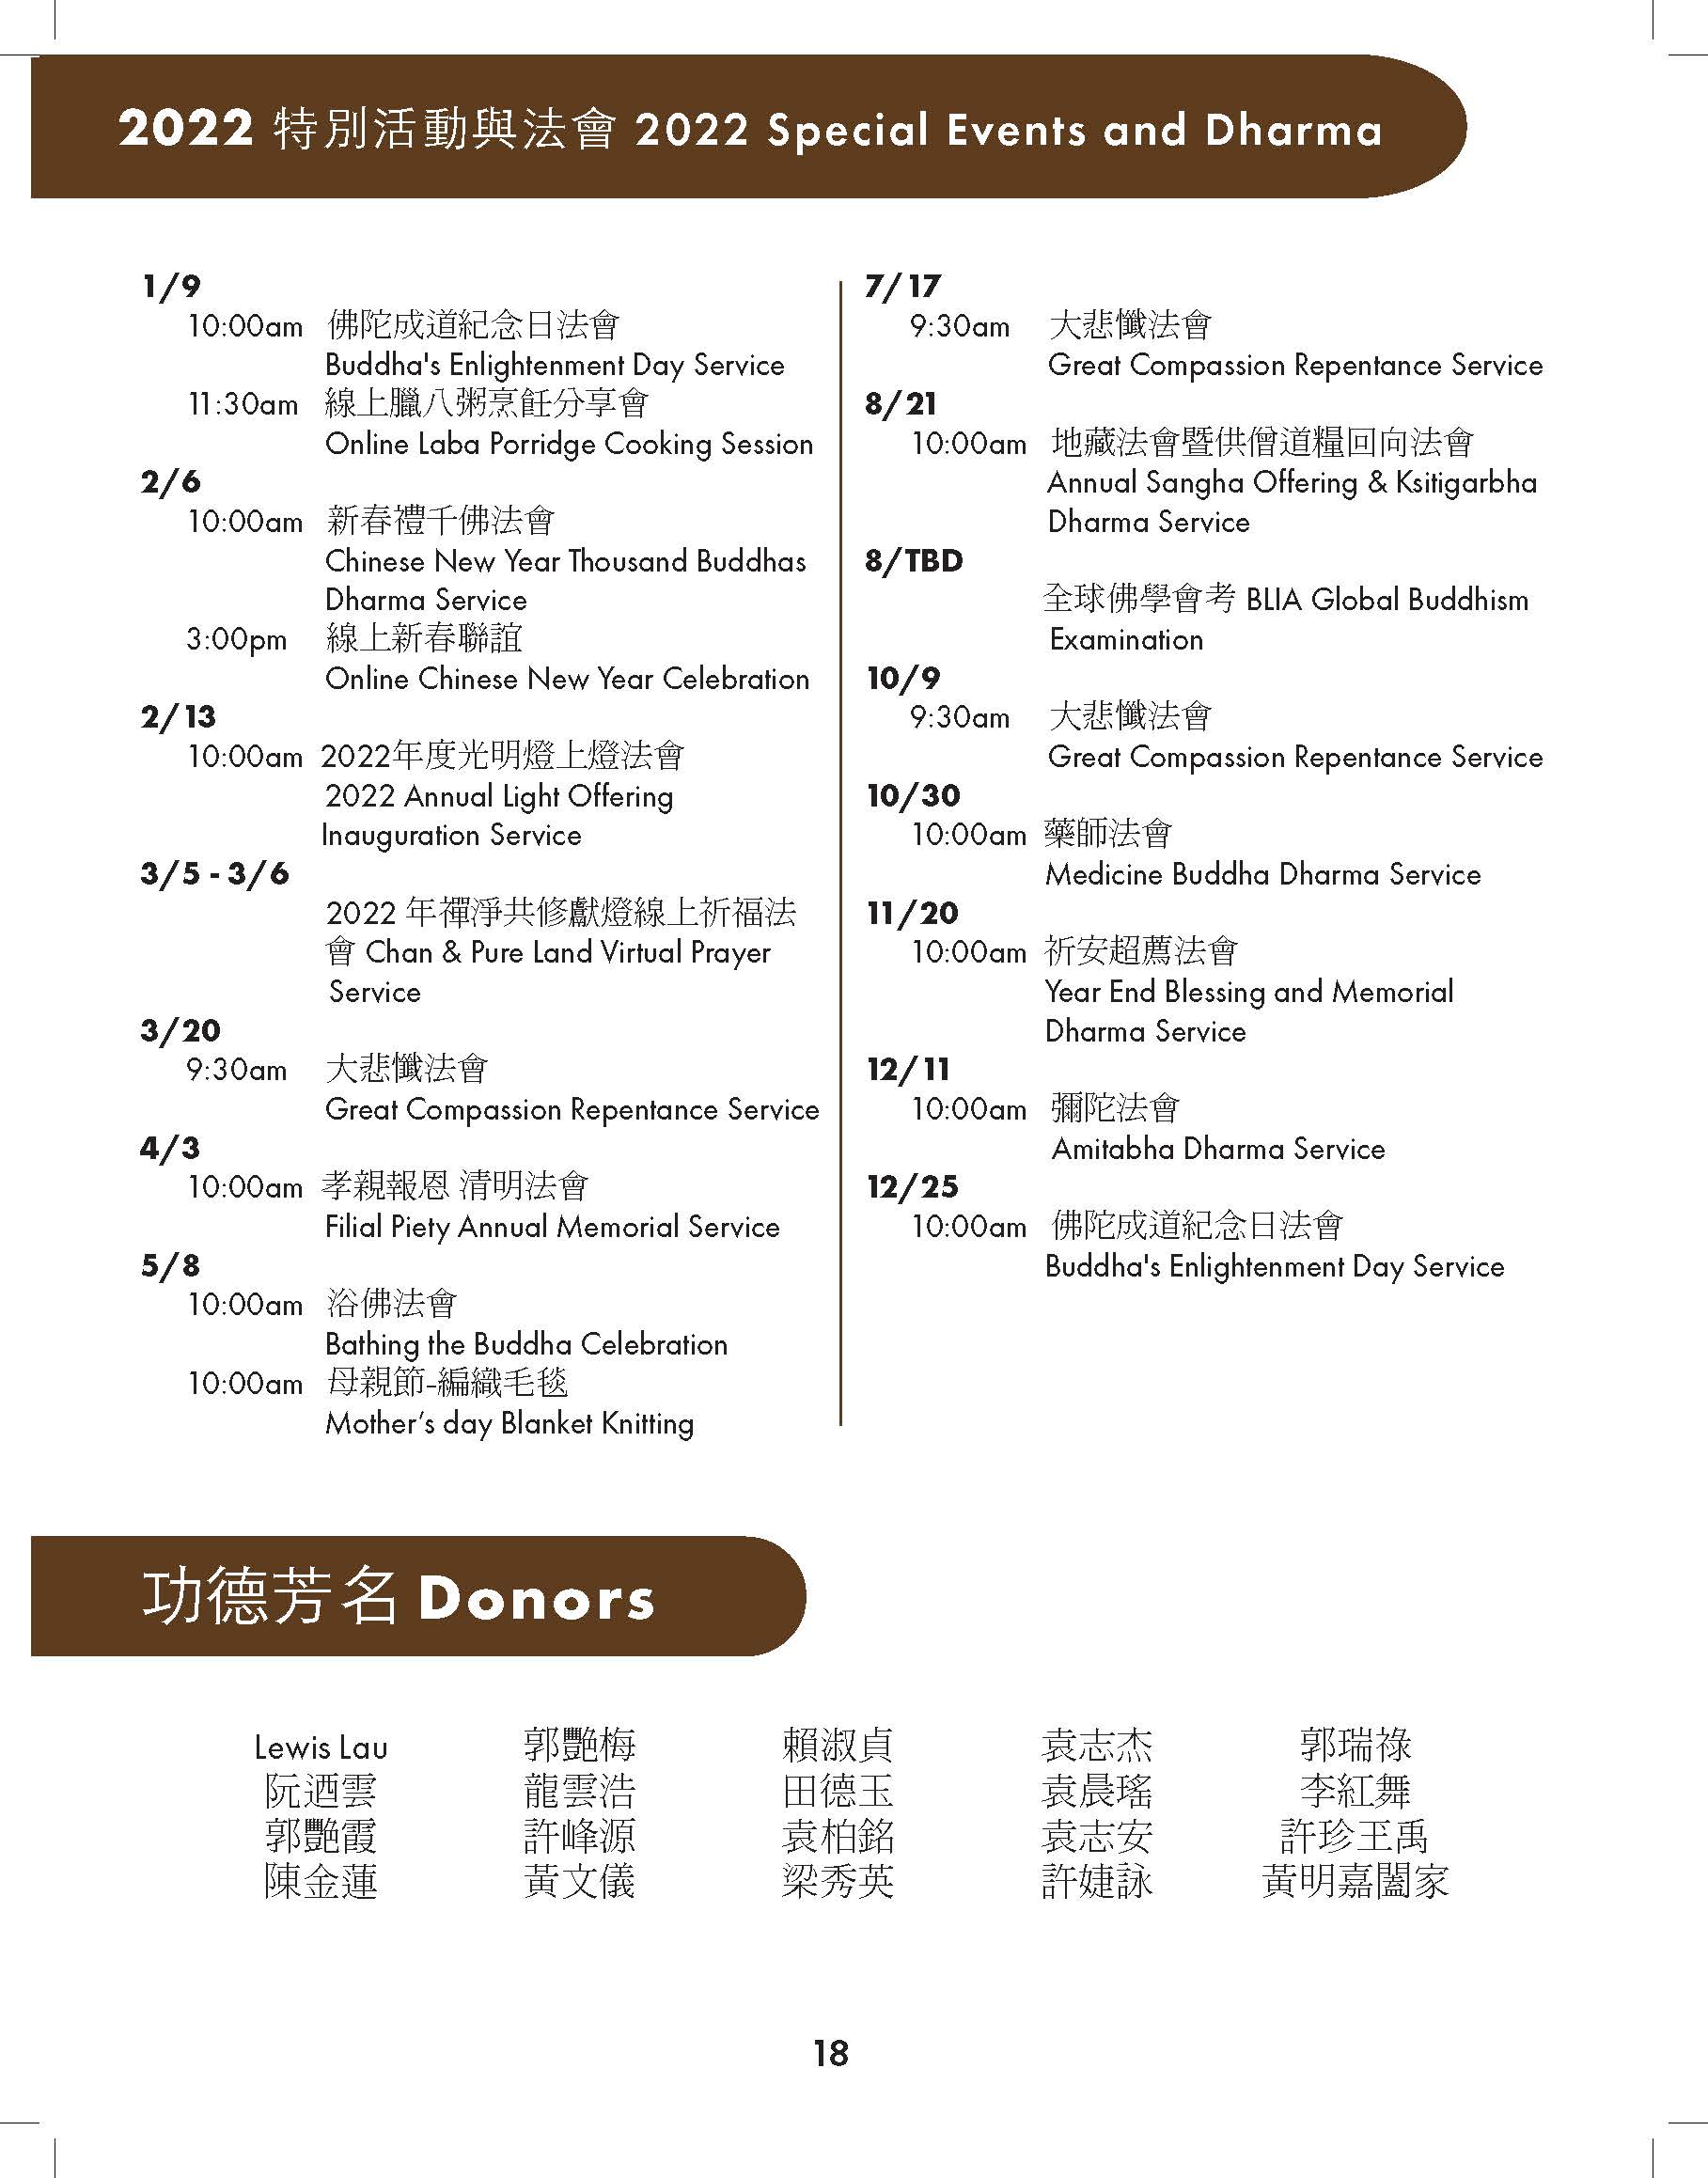 2022 特別活動與法會 2022 Special Events and Dharma
1/9
10:00am 佛陀成道紀念日法會
Buddha's Enlightenment Day Service
11:30am 線上臘八粥烹飪分享會
Online Laba Porridge Cooking Session
2/6
10:00am 新春禮千佛法會
Chinese New Year Thousand Buddhas
Dharma Service
3:00pm 線上新春聯誼
Online Chinese New Year Celebration
2/13
10:00am 2022年度光明燈上燈法會
2022 Annual Light Offering
Inauguration Service
3/5 - 3/6
2022 年禪淨共修獻燈線上祈福法
會 Chan & Pure Land Virtual Prayer
Service
3/20
9:30am 大悲懺法會
Great Compassion Repentance Service
4/3
10:00am 孝親報恩 清明法會
Filial Piety Annual Memorial Service
5/8
10:00am 浴佛法會
Bathing the Buddha Celebration
10:00am 母親節-編織毛毯
Mother’s day Blanket Knitting
7/17
9:30am 大悲懺法會
Great Compassion Repentance Service
8/21
10:00am 地藏法會暨供僧道糧回向法會
Annual Sangha Offering & Ksitigarbha
Dharma Service
8/TBD
全球佛學會考 BLIA Global Buddhism
Examination
10/9
9:30am 大悲懺法會
Great Compassion Repentance Service
10/30
10:00am 藥師法會
Medicine Buddha Dharma Service
11/20
10:00am 祈安超薦法會
Year End Blessing and Memorial
Dharma Service
12/11
10:00am 彌陀法會
Amitabha Dharma Service
12/25
10:00am 佛陀成道紀念日法會
Buddha's Enlightenment Day Service
功德芳名 Donors
Lewis Lau 郭艷梅 賴淑貞 袁志杰 郭瑞祿
阮迺雲 龍雲浩 田德玉 袁晨瑤 李紅舞
郭艷霞 許峰源 袁柏銘 袁志安 許珍王禹
陳金蓮 黃文儀 梁秀英 許婕詠 黃明嘉闔家
18